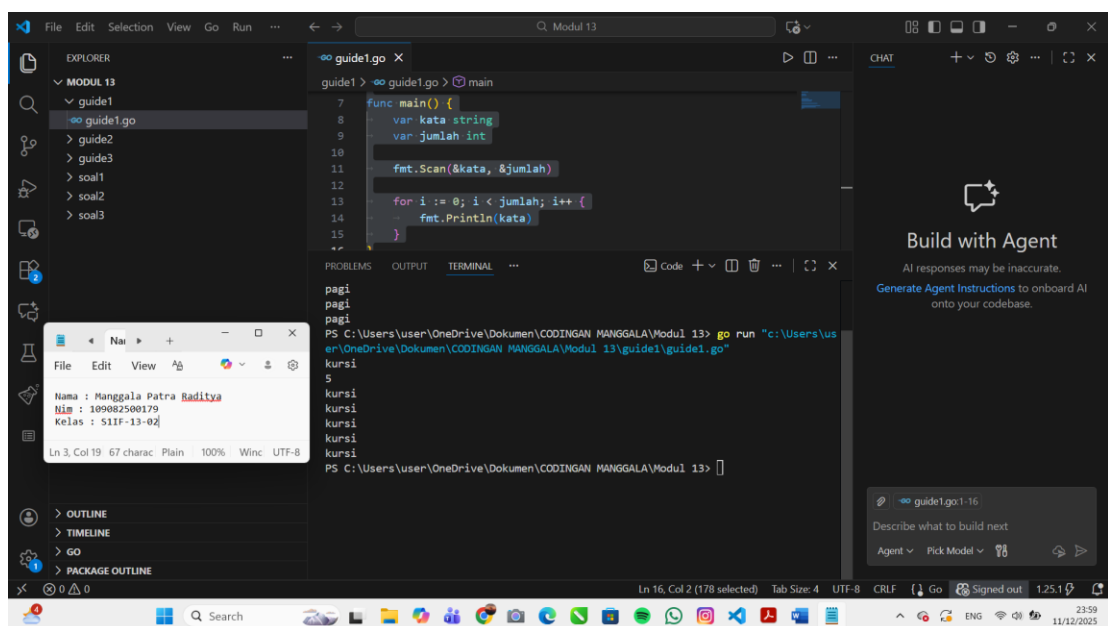 File Edit Selection View Go Run ··· Modul 13
EXPLORER ···
MODUL 13
guide1
guide1.go
guide2
guide3
soal1
soal2
soal3
OUTLINE
TIMELINE
GO
PACKAGE OUTLINE
guide1.go
guide1 > guide1.go > main
7 func main() {
8 var kata string
9 var jumlah int
10
11 fmt.Scan(&kata, &jumlah)
12
13 for i := 0; i < jumlah; i++ {
14 fmt.Println(kata)
15 }
16 }
PROBLEMS OUTPUT TERMINAL ··· Code
pagi
pagi
pagi
PS C:\Users\user\OneDrive\Dokumen\CODINGAN MANGGALA\Modul 13> go run "c:\Users\us
er\OneDrive\Dokumen\CODINGAN MANGGALA\Modul 13\guide1\guide1.go"
kursi
5
kursi
kursi
kursi
kursi
kursi
PS C:\Users\user\OneDrive\Dokumen\CODINGAN MANGGALA\Modul 13>
Nai
File Edit View
Nama : Manggala Patra Raditya
Nim : 109082500179
Kelas : S1IF-13-02
Ln 3, Col 19 67 charac Plain 100% Winc UTF-8
CHAT
Build with Agent
AI responses may be inaccurate.
Generate Agent Instructions to onboard AI
onto your codebase.
guide1.go:1-16
Describe what to build next
Agent Pick Model
2
1
0 0 Ln 16, Col 2 (178 selected) Tab Size: 4 UTF-8 CRLF {} Go Signed out 1.25.1
Search ENG 23:59
11/12/2025